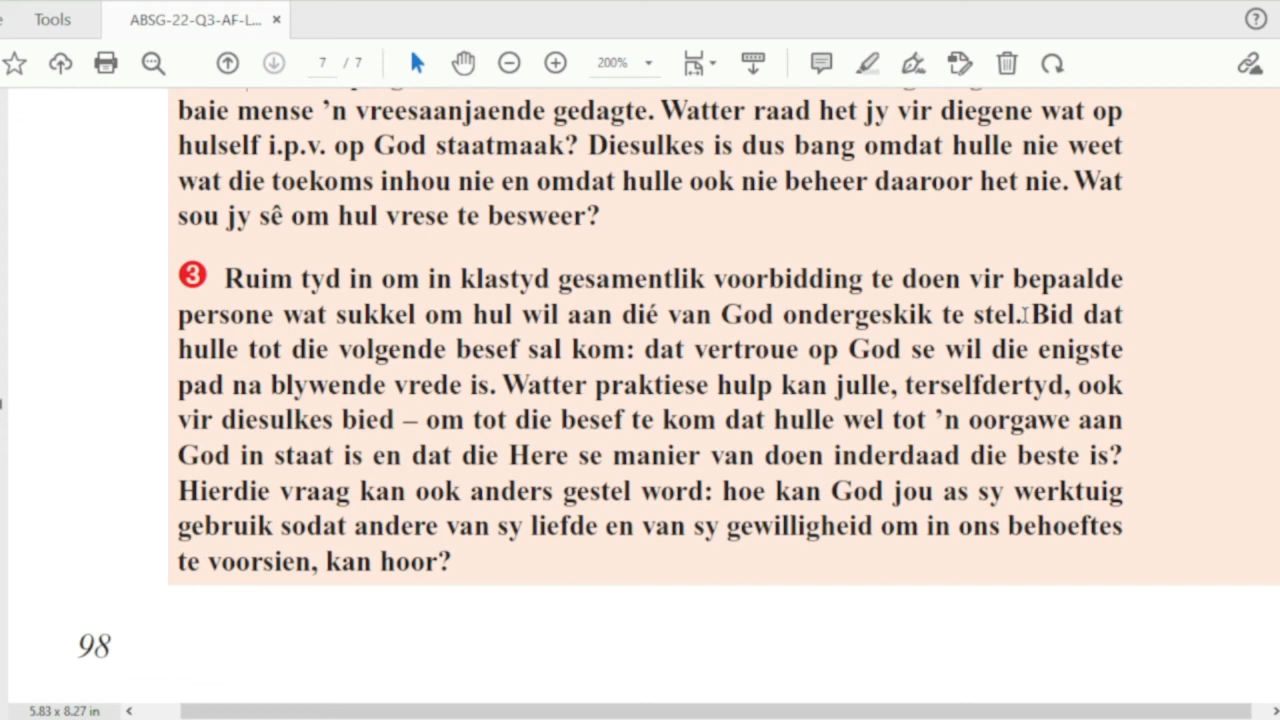 Tools
ABSG-22-Q3-AF-L... ×
7 / 7
200%
baie mense ’n vreesaanjaende gedagte. Watter raad het jy vir diegene wat op
hulself i.p.v. op God staatmaak? Diesulkes is dus bang omdat hulle nie weet
wat die toekoms inhou nie en omdat hulle ook nie beheer daaroor het nie. Wat
sou jy sê om hul vrese te besweer?
3 Ruim tyd in om in klastyd gesamentlik voorbidding te doen vir bepaalde
persone wat sukkel om hul wil aan dié van God ondergeskik te stel. Bid dat
hulle tot die volgende besef sal kom: dat vertroue op God se wil die enigste
pad na blywende vrede is. Watter praktiese hulp kan julle, terselfdertyd, ook
vir diesulkes bied – om tot die besef te kom dat hulle wel tot ’n oorgawe aan
God in staat is en dat die Here se manier van doen inderdaad die beste is?
Hierdie vraag kan ook anders gestel word: hoe kan God jou as sy werktuig
gebruik sodat andere van sy liefde en van sy gewilligheid om in ons behoeftes
te voorsien, kan hoor?
98
5.83 x 8.27 in